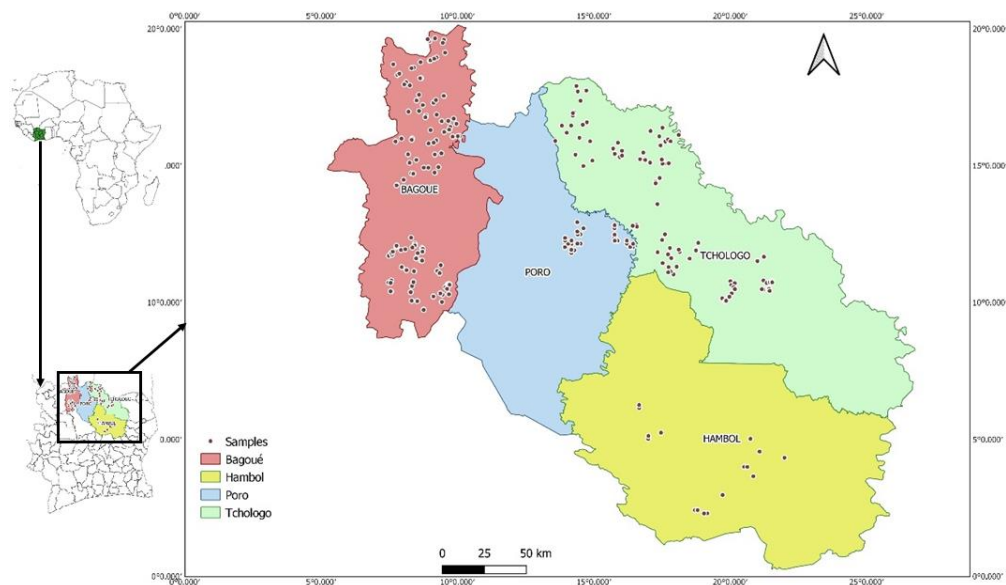 0°0.000' 5°0.000' 10°0.000' 15°0.000' 20°0.000' 25°0.000'
20°0.000' 20°0.000'
BAGOUE
.000' 15°0.000'
PORO
TCHOLOGO
10°0.000' 10°0.000'
PORO
HAMBOL
0.000' 5°0.000'
Samples
Bagoué
Hambol
Poro
Tchologo
0 25 50 km
0°0.000' 0°0.000'
0°0.000' 5°0.000' 10°0.000' 15°0.000' 20°0.000' 25°0.000'